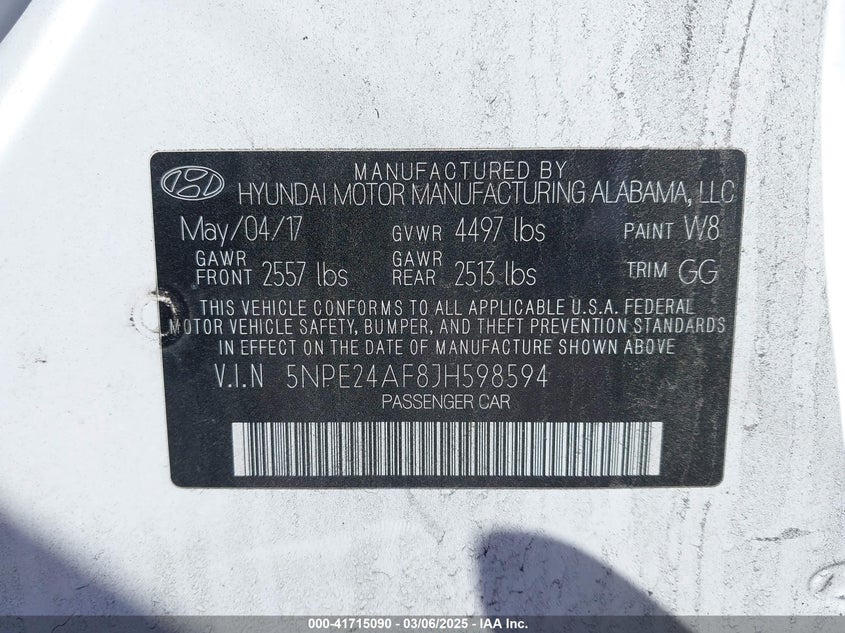 MANUFACTURED BY
HYUNDAI MOTOR MANUFACTURING ALABAMA, LLC
May/04/17 GVWR 4497 lbs PAINT W8
GAWR FRONT 2557 lbs GAWR REAR 2513 lbs TRIM GG
THIS VEHICLE CONFORMS TO ALL APPLICABLE U.S.A. FEDERAL
MOTOR VEHICLE SAFETY, BUMPER, AND THEFT PREVENTION STANDARDS
IN EFFECT ON THE DATE OF MANUFACTURE SHOWN ABOVE
V.I.N 5NPE24AF8JH598594
PASSENGER CAR
000-41715090 - 03/06/2025 - IAA Inc.